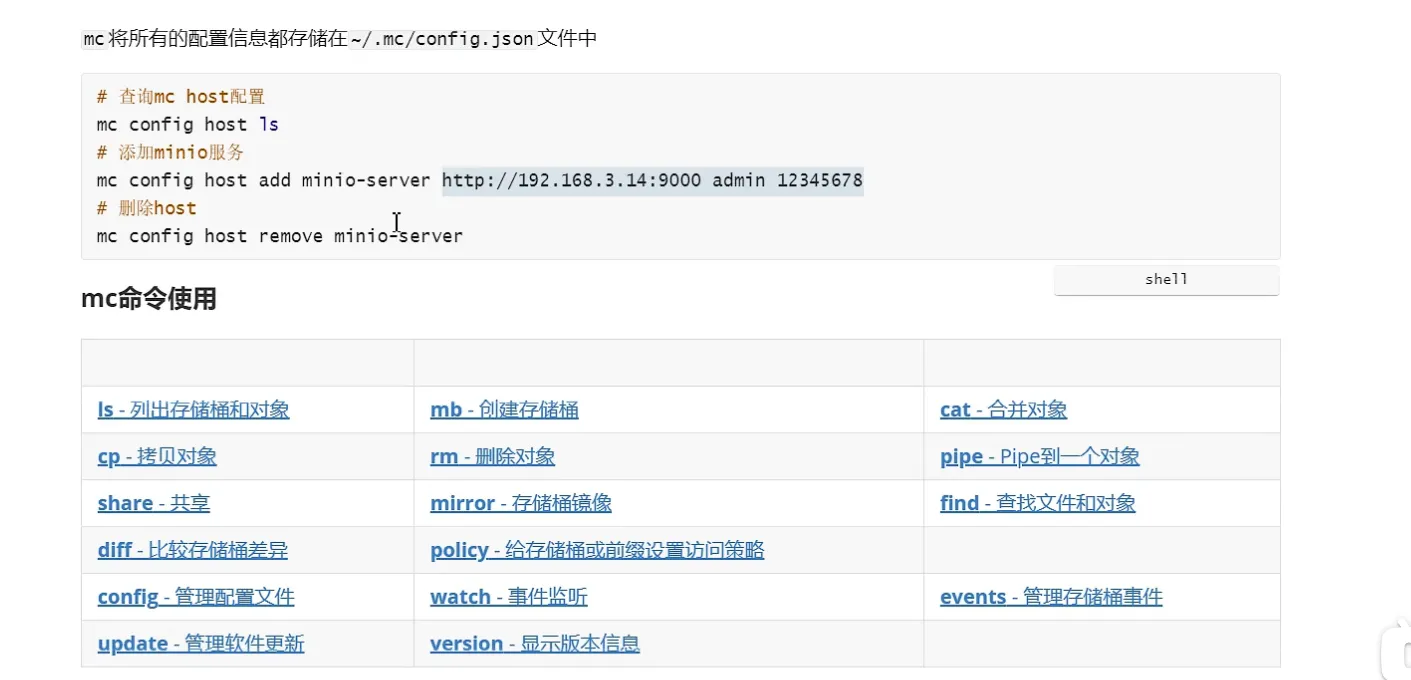 mc将所有的配置信息都存储在~/.mc/config.json文件中
# 查询mc host配置
mc config host ls
# 添加minio服务
mc config host add minio-server http://192.168.3.14:9000 admin 12345678
# 删除host
mc config host remove minio-server
shell
mc命令使用
ls - 列出存储桶和对象 mb - 创建存储桶 cat - 合并对象
cp - 拷贝对象 rm - 删除对象 pipe - Pipe到一个对象
share - 共享 mirror - 存储桶镜像 find - 查找文件和对象
diff - 比较存储桶差异 policy - 给存储桶或前缀设置访问策略
config - 管理配置文件 watch - 事件监听 events - 管理存储桶事件
update - 管理软件更新 version - 显示版本信息